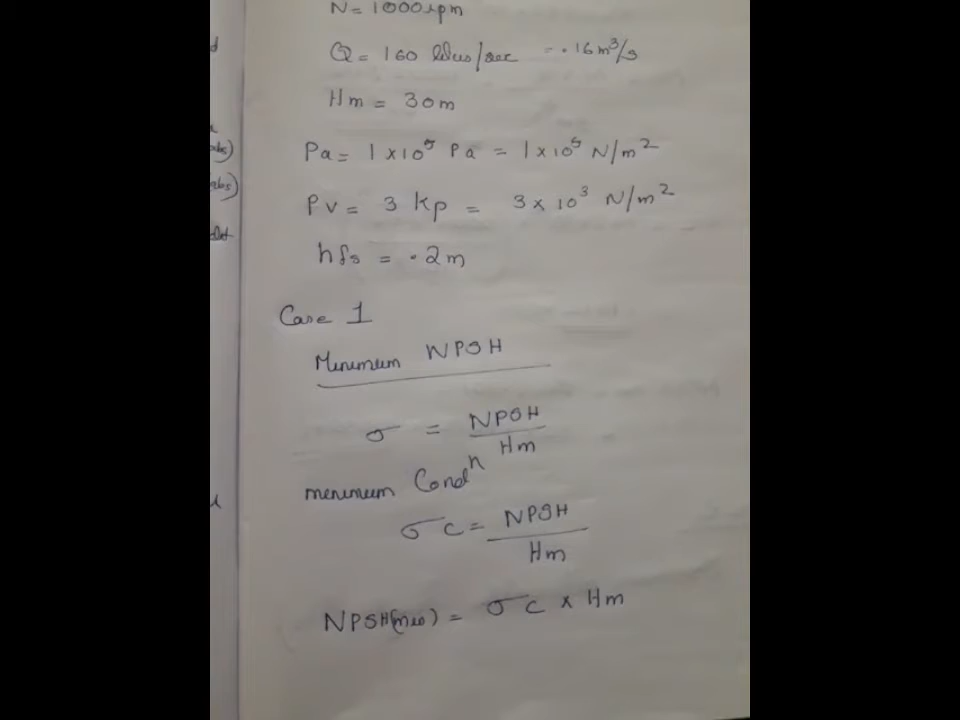 N = 1000 rpm
Q = 160 litres/sec = .16 m³/s
Hm = 30m
Pa = 1 × 10⁵ Pa = 1 × 10⁵ N/m²
Pv = 3 kp = 3 × 10³ N/m²
hfs = .2m
Case 1
Minimum NPSH
σ = NPSH / Hm
minimum Condⁿ
σc = NPSH / Hm
NPSH(min) = σc × Hm
abs)
abs)